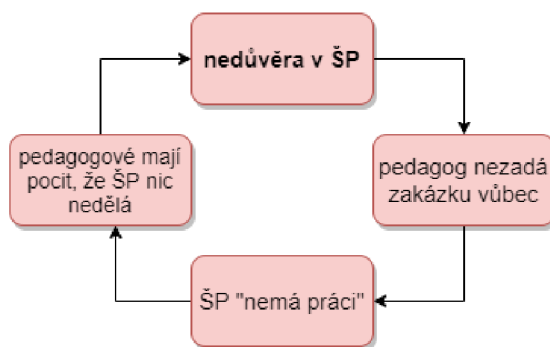 nedůvěra v ŠP
pedagog nezadá
zakázku vůbec
ŠP "nemá práci"
pedagogové mají
pocit, že ŠP nic
nedělá